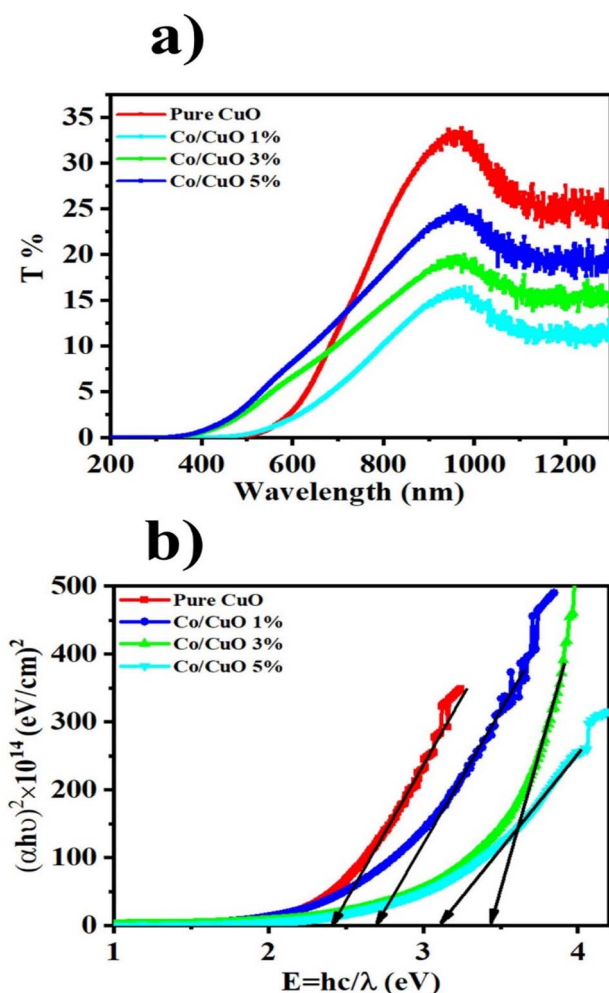 a)
Pure CuO
Co/CuO 1%
Co/CuO 3%
Co/CuO 5%
T %
35
30
25
20
15
10
5
0
200 400 600 800 1000 1200
Wavelength (nm)
b)
Pure CuO
Co/CuO 1%
Co/CuO 3%
Co/CuO 5%
(αhυ)²×10¹⁴ (eV/cm)²
500
400
300
200
100
0
1 2 3 4
E=hc/λ (eV)